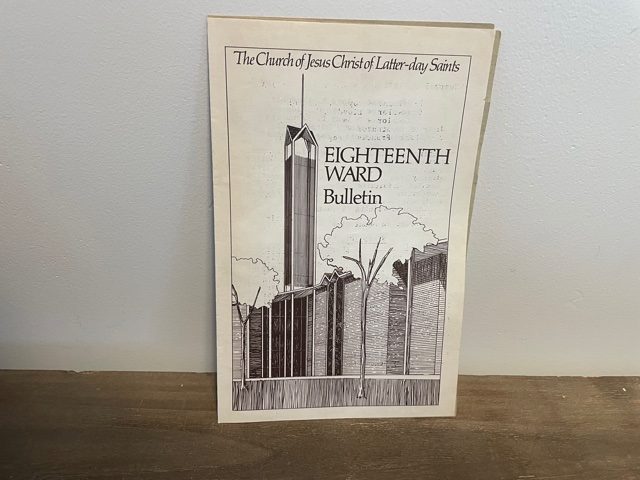 The Church of Jesus Christ of Latter-day Saints
EIGHTEENTH
WARD
Bulletin